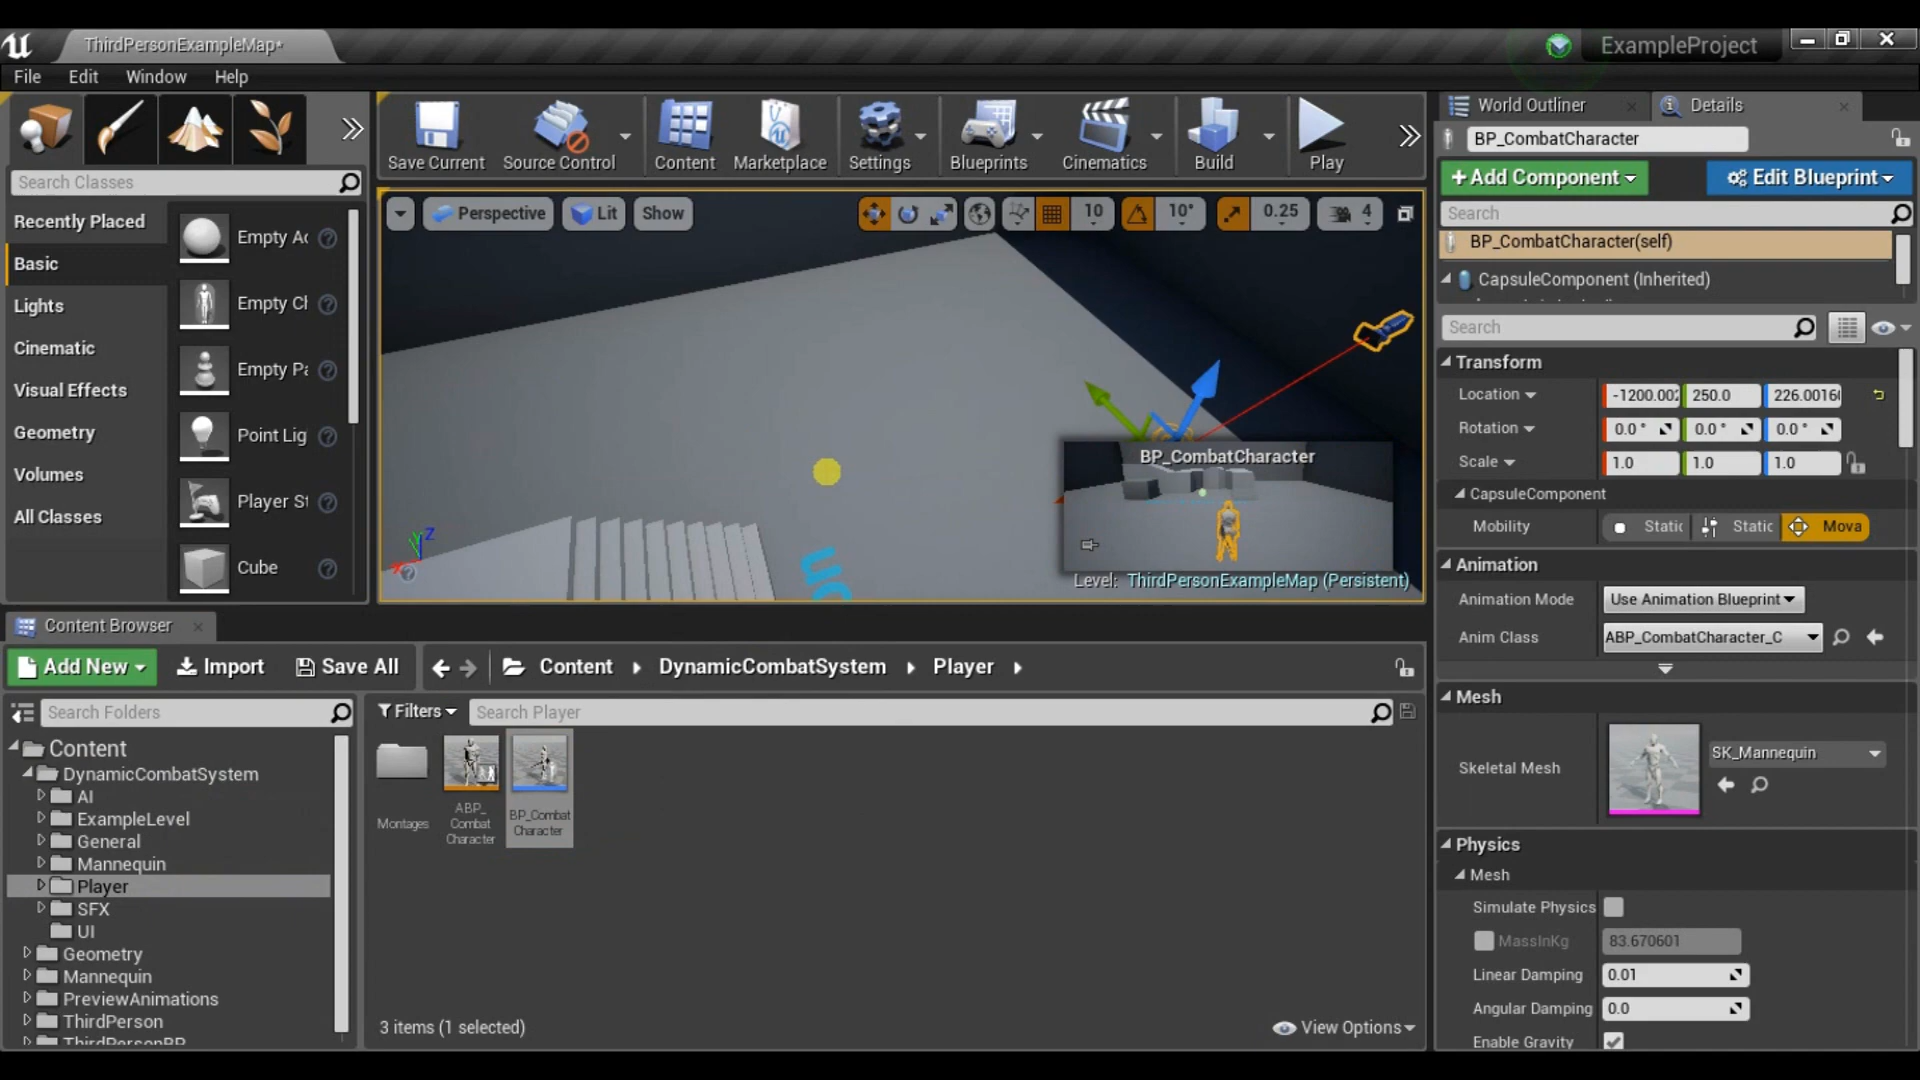 ThirdPersonExampleMap*
ExampleProject
File Edit Window Help
Save Current Source Control Content Marketplace Settings Blueprints Cinematics Build Play
World Outliner Details
BP_CombatCharacter
+ Add Component Edit Blueprint
Search
BP_CombatCharacter(self)
CapsuleComponent (Inherited)
Search Classes
Recently Placed
Basic
Lights
Cinematic
Visual Effects
Geometry
Volumes
All Classes
Empty Ac
Empty Ch
Empty Pa
Point Lig
Player St
Cube
Perspective Lit Show 10 10° 0.25 4
BP_CombatCharacter
Level: ThirdPersonExampleMap (Persistent)
Z
Y
X
Search
Transform
Location -1200.002 250.0 226.0016
Rotation 0.0° 0.0° 0.0°
Scale 1.0 1.0 1.0
CapsuleComponent
Mobility Static Static Mova
Animation
Animation Mode Use Animation Blueprint
Anim Class ABP_CombatCharacter_C
Mesh
Skeletal Mesh SK_Mannequin
Physics
Mesh
Simulate Physics
MassInKg 83.670601
Linear Damping 0.01
Angular Damping 0.0
Enable Gravity
Content Browser
Add New Import Save All Content DynamicCombatSystem Player
Search Folders
Filters Search Player
Content
DynamicCombatSystem
AI
ExampleLevel
General
Mannequin
Player
SFX
UI
Geometry
Mannequin
PreviewAnimations
ThirdPerson
ThirdPersonBP
Montages
ABP_
Combat
Character
BP_Combat
Character
3 items (1 selected)
View Options